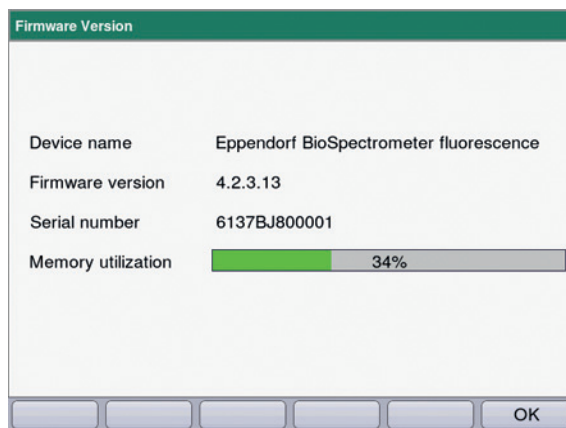 Firmware Version
Device name Eppendorf BioSpectrometer fluorescence
Firmware version 4.2.3.13
Serial number 6137BJ800001
Memory utilization 34%
OK